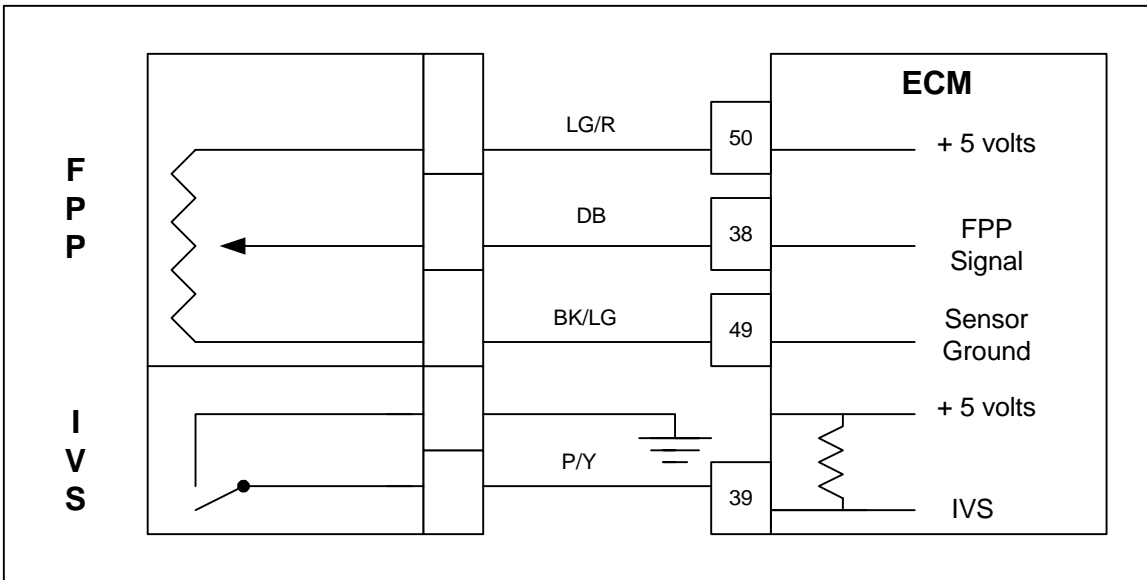 ECM
F
P
P
LG/R
50
+ 5 volts
DB
38
FPP
Signal
BK/LG
49
Sensor
Ground
I
V
S
+ 5 volts
P/Y
39
IVS